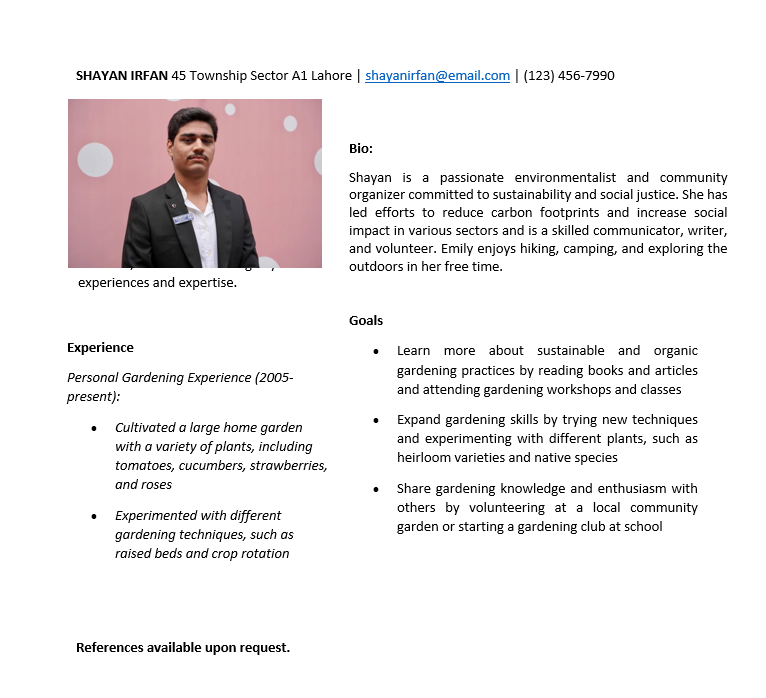 SHAYAN IRFAN 45 Township Sector A1 Lahore | shayanirfan@email.com | (123) 456-7990
experiences and expertise.
Experience
Personal Gardening Experience (2005-
present):
• Cultivated a large home garden
with a variety of plants, including
tomatoes, cucumbers, strawberries,
and roses
• Experimented with different
gardening techniques, such as
raised beds and crop rotation
Bio:
Shayan is a passionate environmentalist and community
organizer committed to sustainability and social justice. She has
led efforts to reduce carbon footprints and increase social
impact in various sectors and is a skilled communicator, writer,
and volunteer. Emily enjoys hiking, camping, and exploring the
outdoors in her free time.
Goals
• Learn more about sustainable and organic
gardening practices by reading books and articles
and attending gardening workshops and classes
• Expand gardening skills by trying new techniques
and experimenting with different plants, such as
heirloom varieties and native species
• Share gardening knowledge and enthusiasm with
others by volunteering at a local community
garden or starting a gardening club at school
References available upon request.